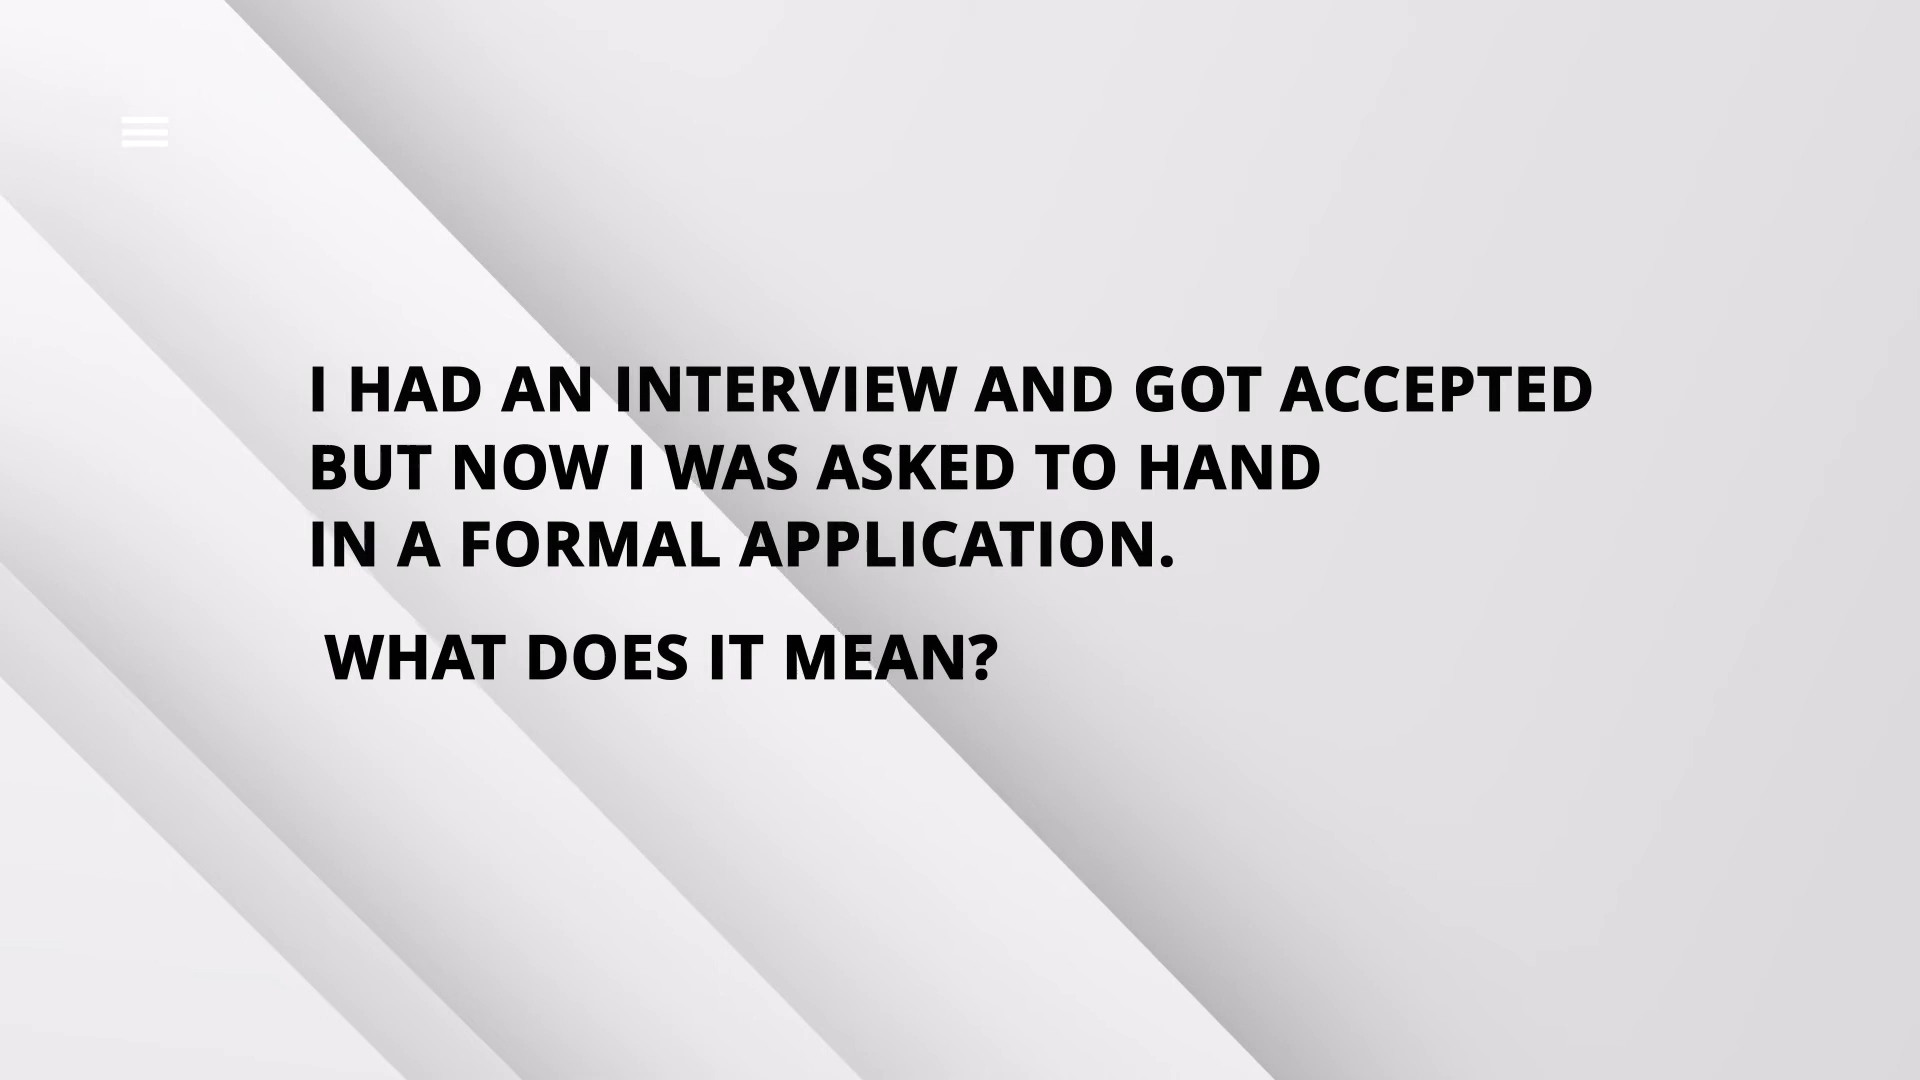 I HAD AN INTERVIEW AND GOT ACCEPTED
BUT NOW I WAS ASKED TO HAND
IN A FORMAL APPLICATION.
WHAT DOES IT MEAN?